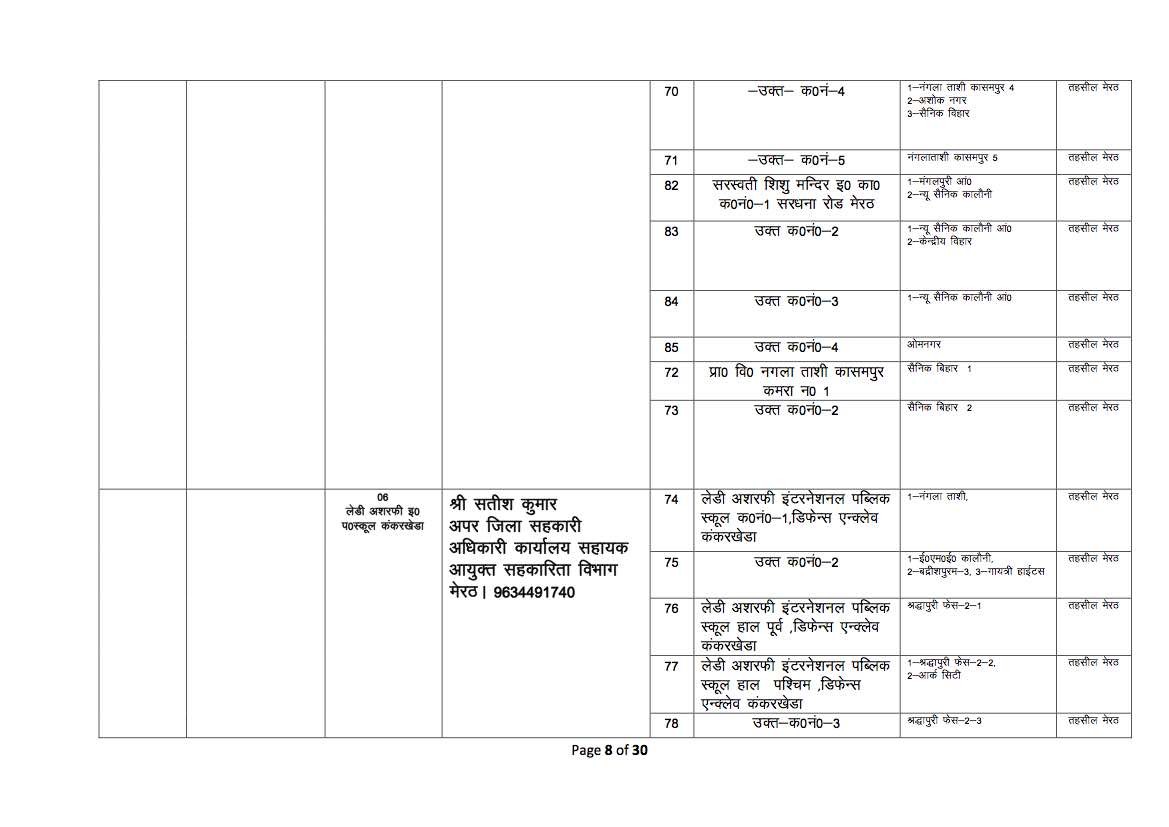 70
–उक्त– क0नं–4
1–नंगला ताशी कासमपुर 4
2–अशोक नगर
3–सैनिक विहार
तहसील मेरठ
71
–उक्त– क0नं–5
नंगलाताशी कासमपुर 5
तहसील मेरठ
82
सरस्वती शिशु मन्दिर इ0 का0
क0नं0–1 सरधना रोड मेरठ
1–मंगलपुरी आं0
2–न्यू सैनिक कालौनी
तहसील मेरठ
83
उक्त क0नं0–2
1–न्यू सैनिक कालौनी आं0
2–केन्द्रीय विहार
तहसील मेरठ
84
उक्त क0नं0–3
1–न्यू सैनिक कालौनी आं0
तहसील मेरठ
85
उक्त क0नं0–4
ओमनगर
तहसील मेरठ
72
प्रा0 वि0 नगला ताशी कासमपुर
कमरा न0 1
सैनिक बिहार 1
तहसील मेरठ
73
उक्त क0नं0–2
सैनिक बिहार 2
तहसील मेरठ
06
लेडी अशरफी इ0
प0स्कूल कंकरखेडा
श्री सतीश कुमार
अपर जिला सहकारी
अधिकारी कार्यालय सहायक
आयुक्त सहकारिता विभाग
मेरठ। 9634491740
74
लेडी अशरफी इंटरनेशनल पब्लिक
स्कूल क0नं0–1,डिफेन्स एन्क्लेव
कंकरखेडा
1–नंगला ताशी,
तहसील मेरठ
75
उक्त क0नं0–2
1–ई0एम0ई0 कालौनी,
2–बद्रीशपुरम–3, 3–गायत्री हाईटस
तहसील मेरठ
76
लेडी अशरफी इंटरनेशनल पब्लिक
स्कूल हाल पूर्व ,डिफेन्स एन्क्लेव
कंकरखेडा
श्रद्वापुरी फेस–2–1
तहसील मेरठ
77
लेडी अशरफी इंटरनेशनल पब्लिक
स्कूल हाल पश्चिम ,डिफेन्स
एन्क्लेव कंकरखेडा
1–श्रद्वापुरी फेस–2–2,
2–आर्क सिटी
तहसील मेरठ
78
उक्त–क0नं0–3
श्रद्वापुरी फेस–2–3
तहसील मेरठ
Page 8 of 30